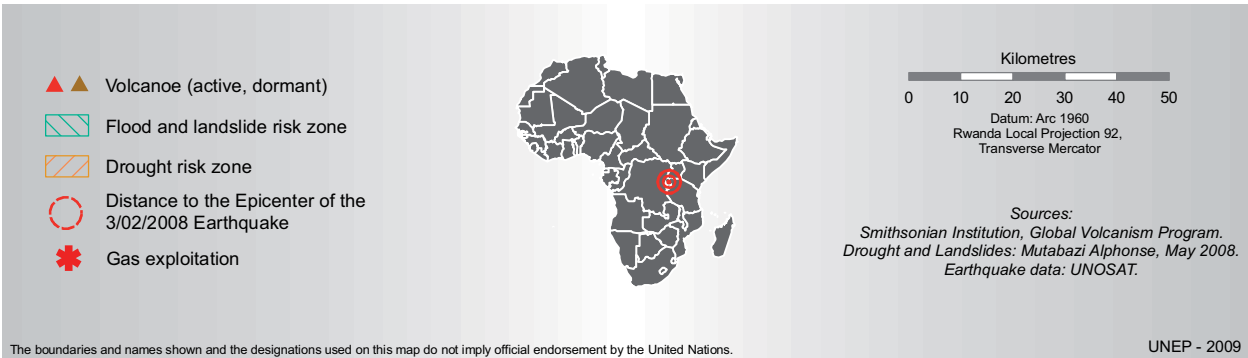 Volcanoe (active, dormant)
Flood and landslide risk zone
Drought risk zone
Distance to the Epicenter of the
3/02/2008 Earthquake
Gas exploitation
Kilometres
0 10 20 30 40 50
Datum: Arc 1960
Rwanda Local Projection 92,
Transverse Mercator
Sources:
Smithsonian Institution, Global Volcanism Program.
Drought and Landslides: Mutabazi Alphonse, May 2008.
Earthquake data: UNOSAT.
The boundaries and names shown and the designations used on this map do not imply official endorsement by the United Nations.
UNEP - 2009